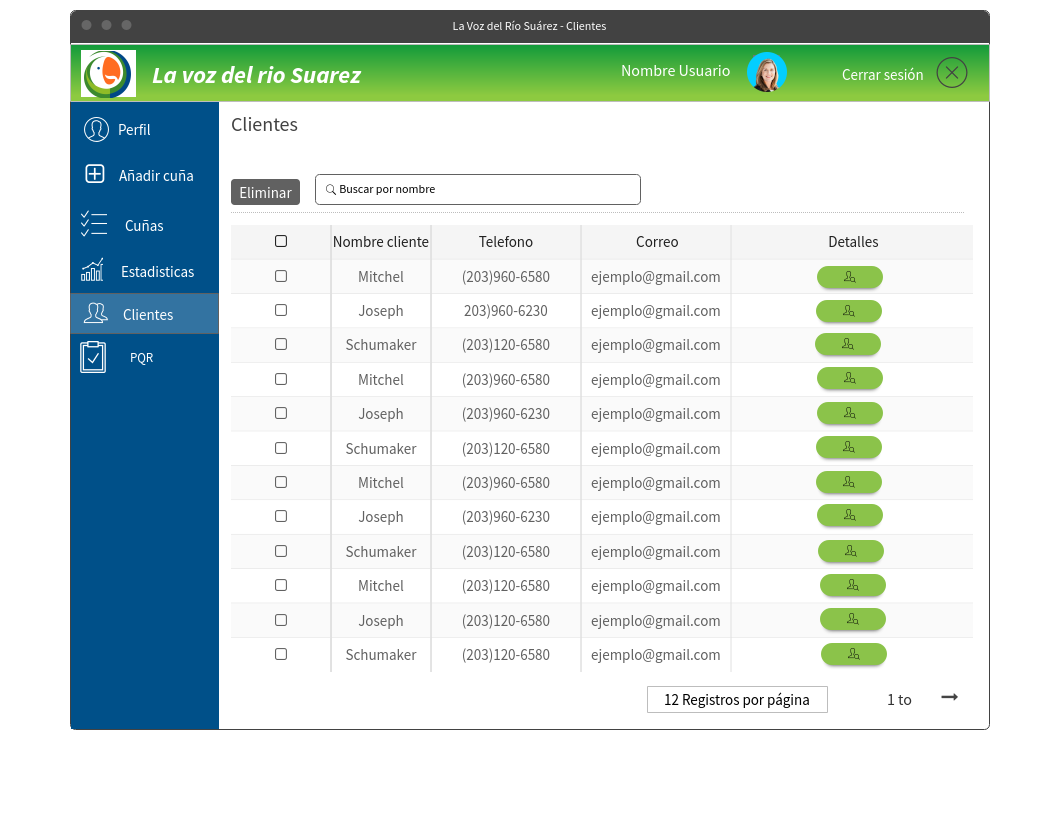 La Voz del Río Suárez - Clientes
La voz del rio Suarez
Nombre Usuario
Cerrar sesión
Perfil
Añadir cuña
Cuñas
Estadisticas
Clientes
PQR
Clientes
Eliminar
Buscar por nombre
Nombre cliente Telefono Correo Detalles
Mitchel (203)960-6580 ejemplo@gmail.com
Joseph 203)960-6230 ejemplo@gmail.com
Schumaker (203)120-6580 ejemplo@gmail.com
Mitchel (203)960-6580 ejemplo@gmail.com
Joseph (203)960-6230 ejemplo@gmail.com
Schumaker (203)120-6580 ejemplo@gmail.com
Mitchel (203)960-6580 ejemplo@gmail.com
Joseph (203)960-6230 ejemplo@gmail.com
Schumaker (203)120-6580 ejemplo@gmail.com
Mitchel (203)120-6580 ejemplo@gmail.com
Joseph (203)120-6580 ejemplo@gmail.com
Schumaker (203)120-6580 ejemplo@gmail.com
12 Registros por página
1 to